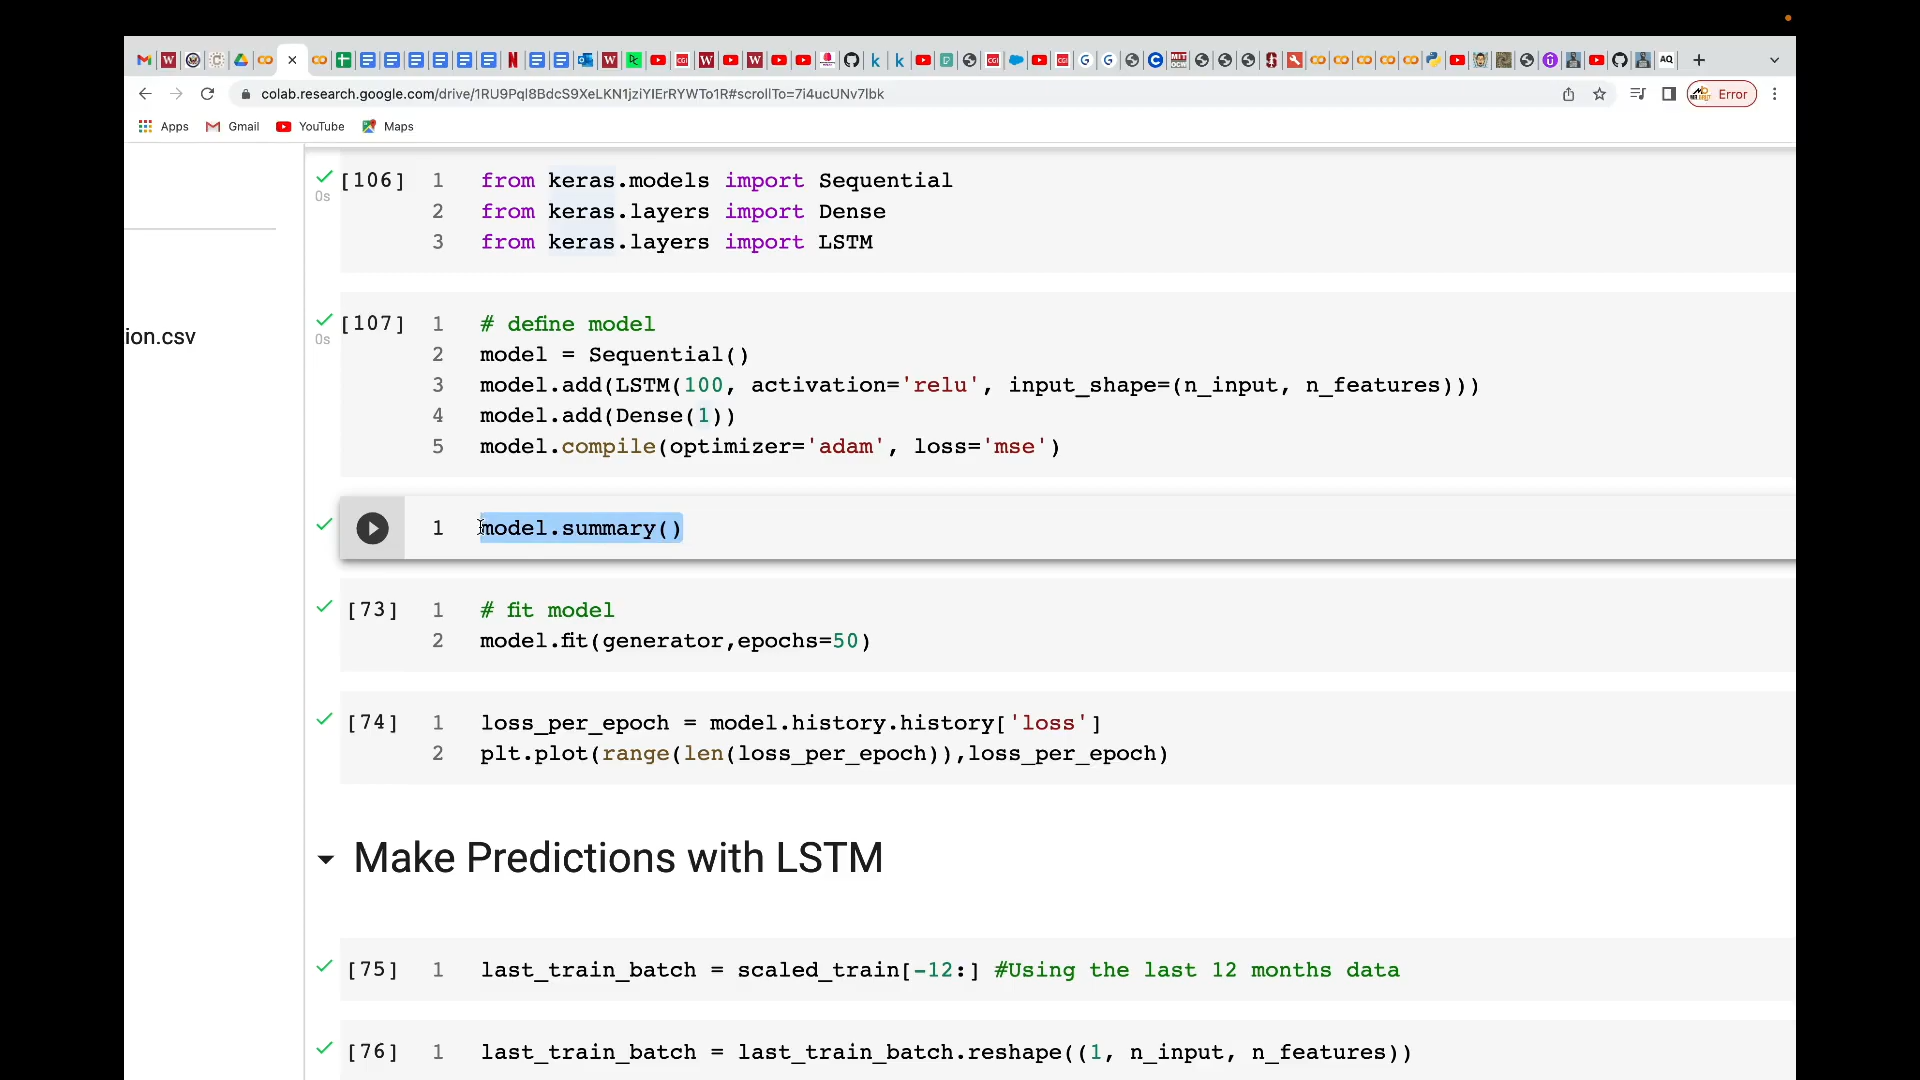 colab.research.google.com/drive/1RU9Pql8BdcS9XeLKN1jziYIErRYWTo1R#scrollTo=7i4ucUNv7lbk
Error
Apps
Gmail
YouTube
Maps
ion.csv
[106] 1 from keras.models import Sequential
0s 2 from keras.layers import Dense
3 from keras.layers import LSTM
[107] 1 # define model
0s 2 model = Sequential()
3 model.add(LSTM(100, activation='relu', input_shape=(n_input, n_features)))
4 model.add(Dense(1))
5 model.compile(optimizer='adam', loss='mse')
1 model.summary()
[73] 1 # fit model
2 model.fit(generator,epochs=50)
[74] 1 loss_per_epoch = model.history.history['loss']
2 plt.plot(range(len(loss_per_epoch)),loss_per_epoch)
Make Predictions with LSTM
[75] 1 last_train_batch = scaled_train[-12:] #Using the last 12 months data
[76] 1 last_train_batch = last_train_batch.reshape((1, n_input, n_features))